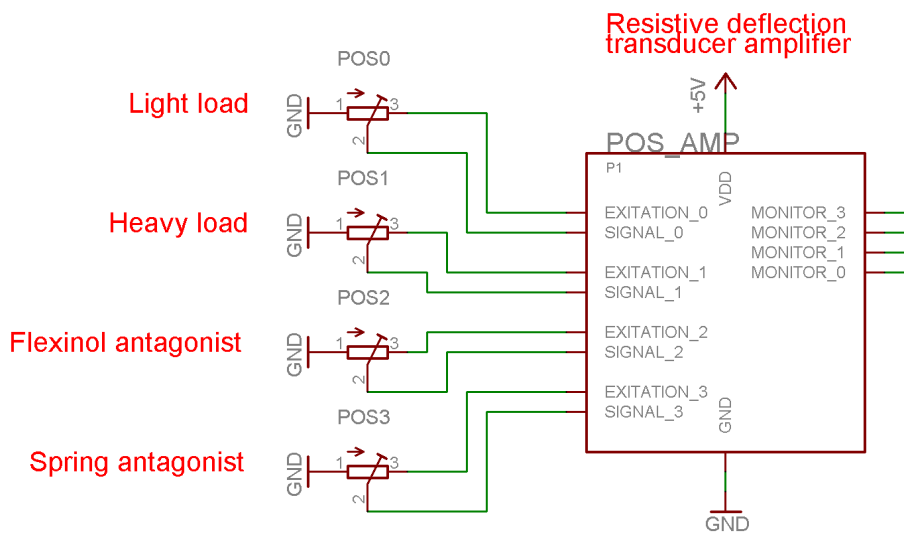 Resistive deflection
transducer amplifier
POS0
Light load
GND
1
3
2
+5V
POS_AMP
P1
VDD
POS1
Heavy load
GND
1
3
2
EXITATION_0
SIGNAL_0
EXITATION_1
SIGNAL_1
MONITOR_3
MONITOR_2
MONITOR_1
MONITOR_0
POS2
Flexinol antagonist
GND
1
3
2
EXITATION_2
SIGNAL_2
EXITATION_3
SIGNAL_3
GND
POS3
Spring antagonist
GND
1
3
2
GND